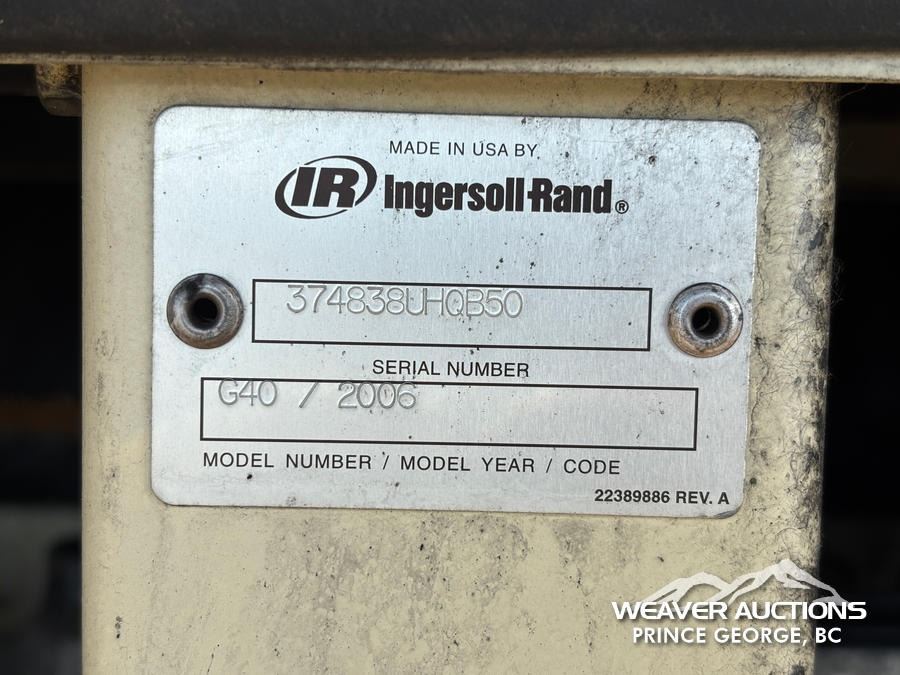 MADE IN USA BY
IR Ingersoll-Rand®
374838UHQB50
SERIAL NUMBER
G40 / 2006
MODEL NUMBER / MODEL YEAR / CODE
22389886 REV. A
WEAVER AUCTIONS
PRINCE GEORGE, BC